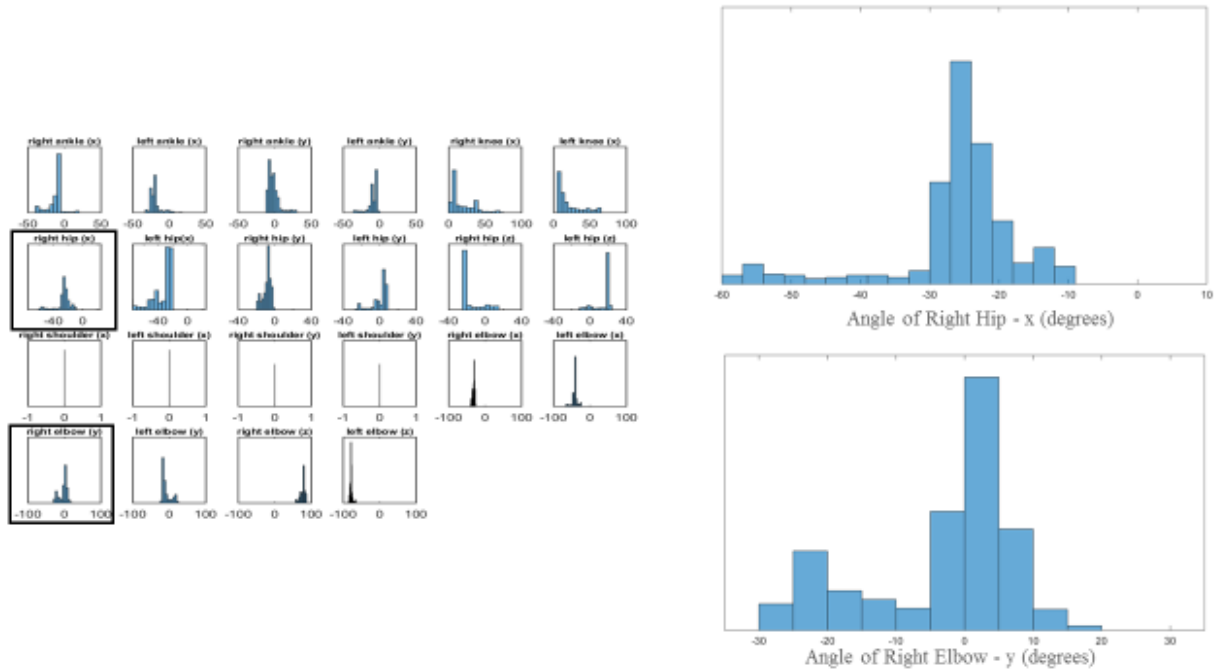 right ankle (x) left ankle (x) right ankle (y) left ankle (y) right knee (x) left knee (x)
-50 0 50 -50 0 50 -50 0 50 -50 0 50 0 50 100 0 50 100
right hip (x) left hip(x) right hip (y) left hip (y) right hip (z) left hip (z)
-40 0 -40 0 -40 0 40 -40 0 40 -40 0 40 -40 0 40
right shoulder (x) left shoulder (x) right shoulder (y) left shoulder (y) right elbow (x) left elbow (x)
-1 0 1 -1 0 1 -1 0 1 -1 0 1 -100 0 100 -100 0 100
right elbow (y) left elbow (y) right elbow (z) left elbow (z)
-100 0 100 -100 0 100 -100 0 100 -100 0 100
-60 -50 -40 -30 -20 -10 0 10
Angle of Right Hip - x (degrees)
-30 -20 -10 0 10 20 30
Angle of Right Elbow - y (degrees)